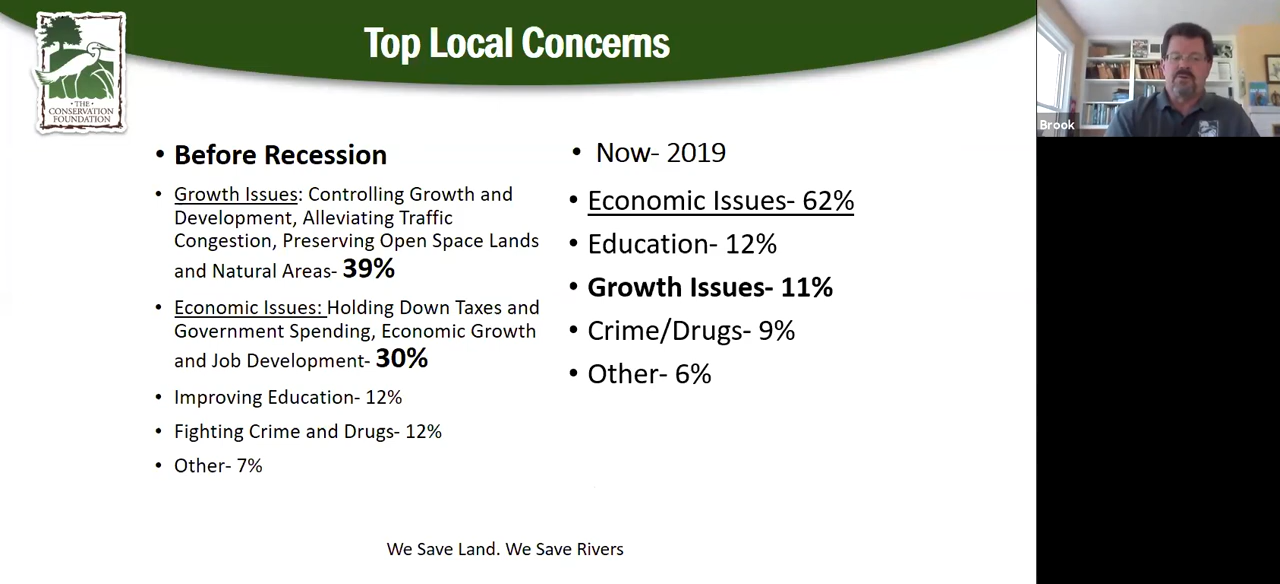 Top Local Concerns
• THE •
CONSERVATION
FOUNDATION
Brook
• Before Recession
• Growth Issues: Controlling Growth and
Development, Alleviating Traffic
Congestion, Preserving Open Space Lands
and Natural Areas- 39%
• Economic Issues: Holding Down Taxes and
Government Spending, Economic Growth
and Job Development- 30%
• Improving Education- 12%
• Fighting Crime and Drugs- 12%
• Other- 7%
• Now- 2019
• Economic Issues- 62%
• Education- 12%
• Growth Issues- 11%
• Crime/Drugs- 9%
• Other- 6%
We Save Land. We Save Rivers